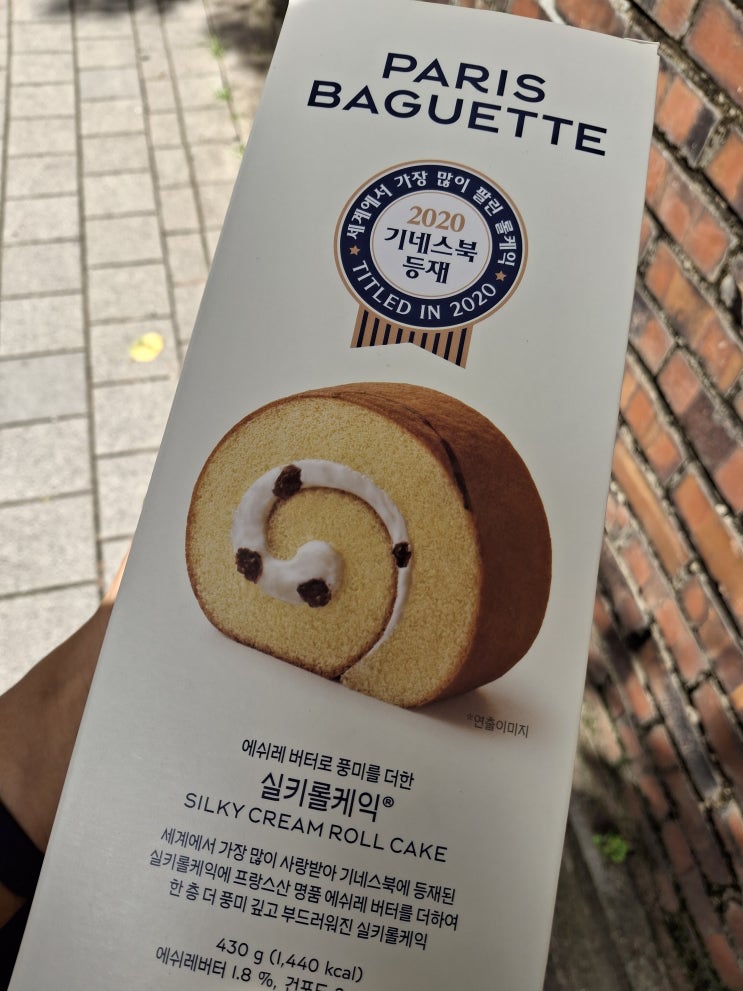 PARIS
BAGUETTE
세계에서 가장 많이 팔린 롤케익
2020
기네스북
등재
TITLED IN 2020
*연출이미지
에쉬레 버터로 풍미를 더한
실키롤케익®
SILKY CREAM ROLL CAKE
세계에서 가장 많이 사랑받아 기네스북에 등재된
실키롤케익에 프랑스산 명품 에쉬레 버터를 더하여
한 층 더 풍미 깊고 부드러워진 실키롤케익
430 g (1,440 kcal)
에쉬레버터 1.8 %, 건포도